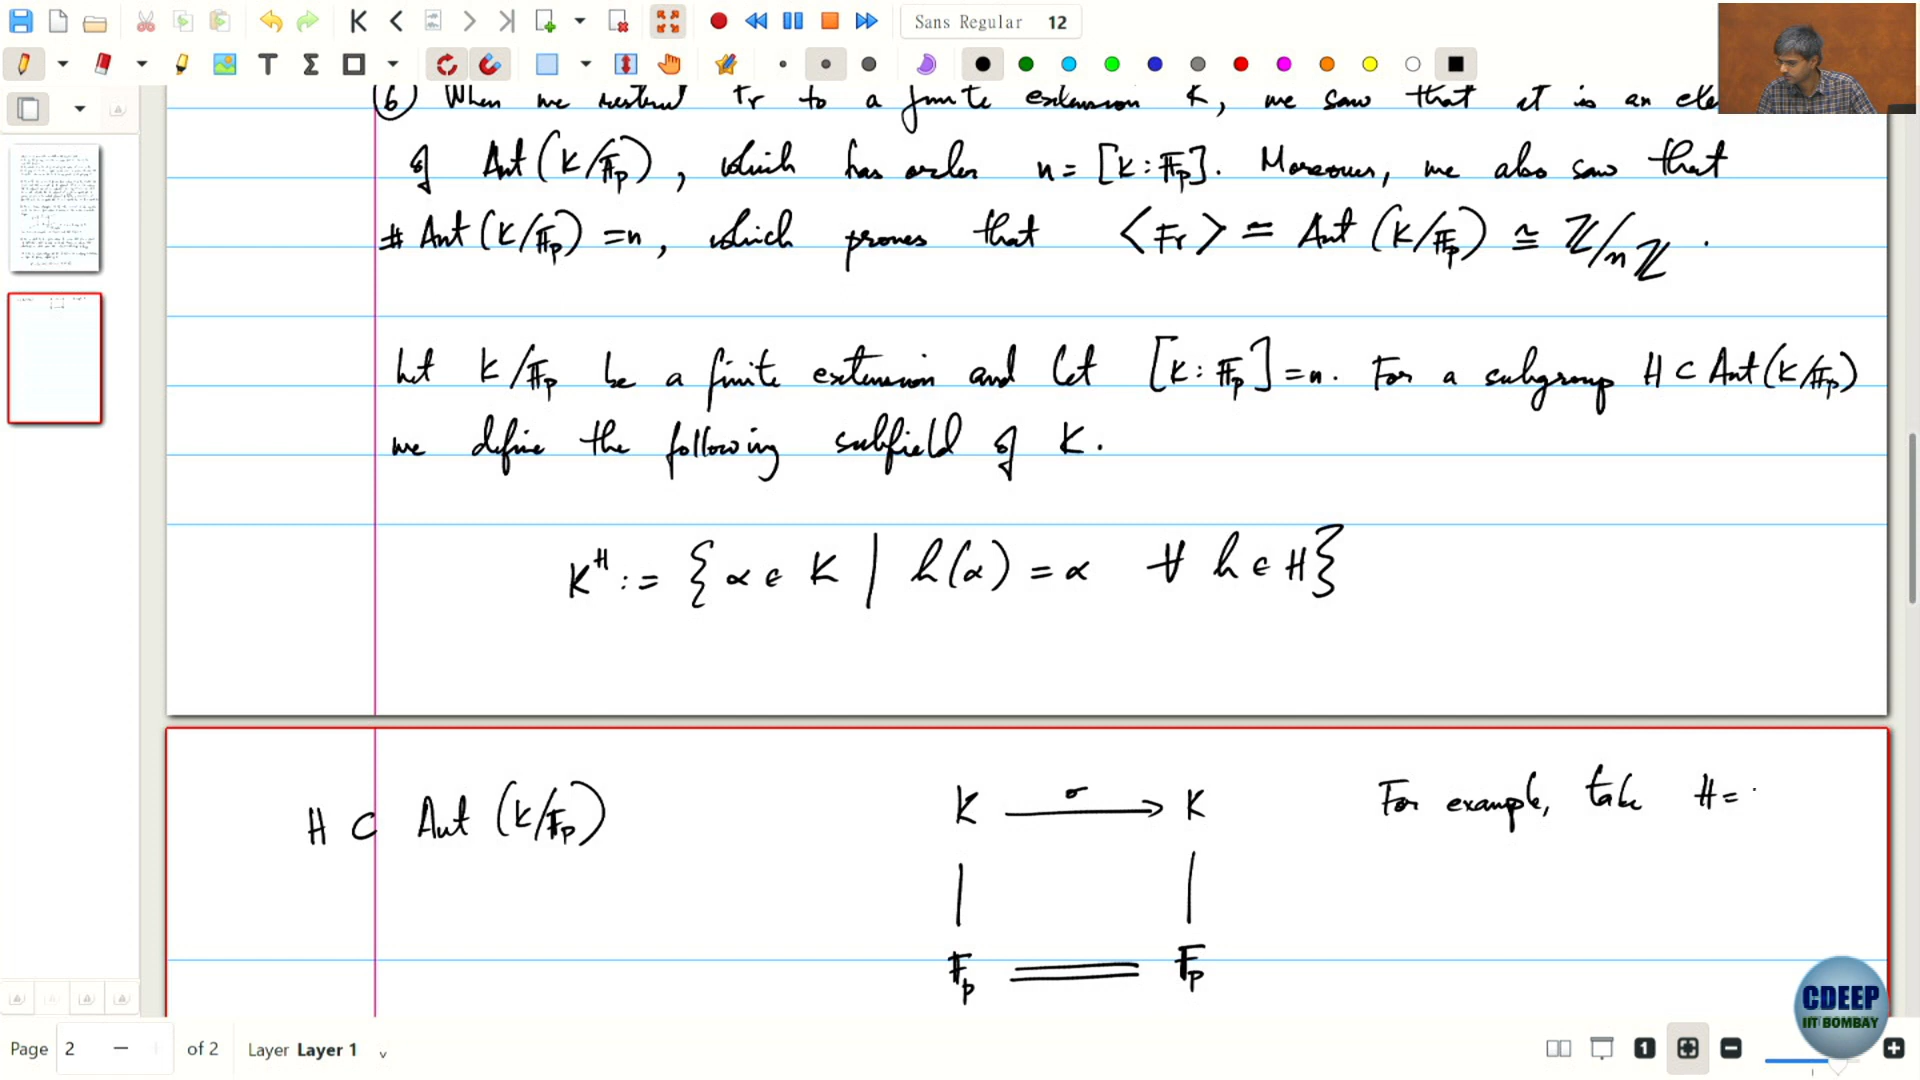 Sans Regular 12
(6) When we restrict Fr to a finite extension K, we saw that it is an ele
of Aut (K/𝔽p), which has order n = [K : 𝔽p]. Moreover, we also saw that
# Aut (K/𝔽p) = n, which proves that <Fr> = Aut (K/𝔽p) ≅ ℤ/nℤ.
Let K/𝔽p be a finite extension and let [K : 𝔽p] = n. For a subgroup H ⊂ Aut (K/𝔽p)
we define the following subfield of K.
K^H := { α ∈ K | h(α) = α ∀ h ∈ H}
H ⊂ Aut (K/𝔽p)
K σ→ K
For example, take H =
𝔽p = 𝔽p
CDEEP
IIT BOMBAY
Page 2 of 2 Layer Layer 1